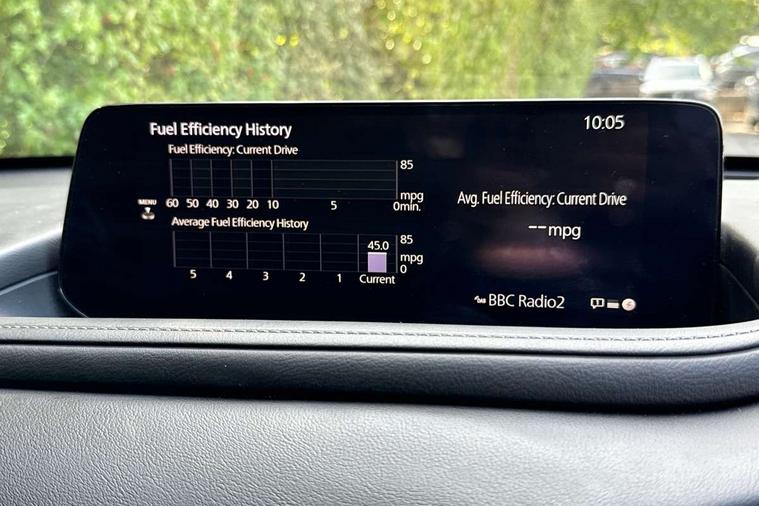 Fuel Efficiency History
10:05
Fuel Efficiency: Current Drive
85
mpg
60 50 40 30 20 10 5 0min.
MENU
Avg. Fuel Efficiency: Current Drive
--mpg
Average Fuel Efficiency History
85
45.0
mpg
0
5 4 3 2 1 Current
DAB BBC Radio2